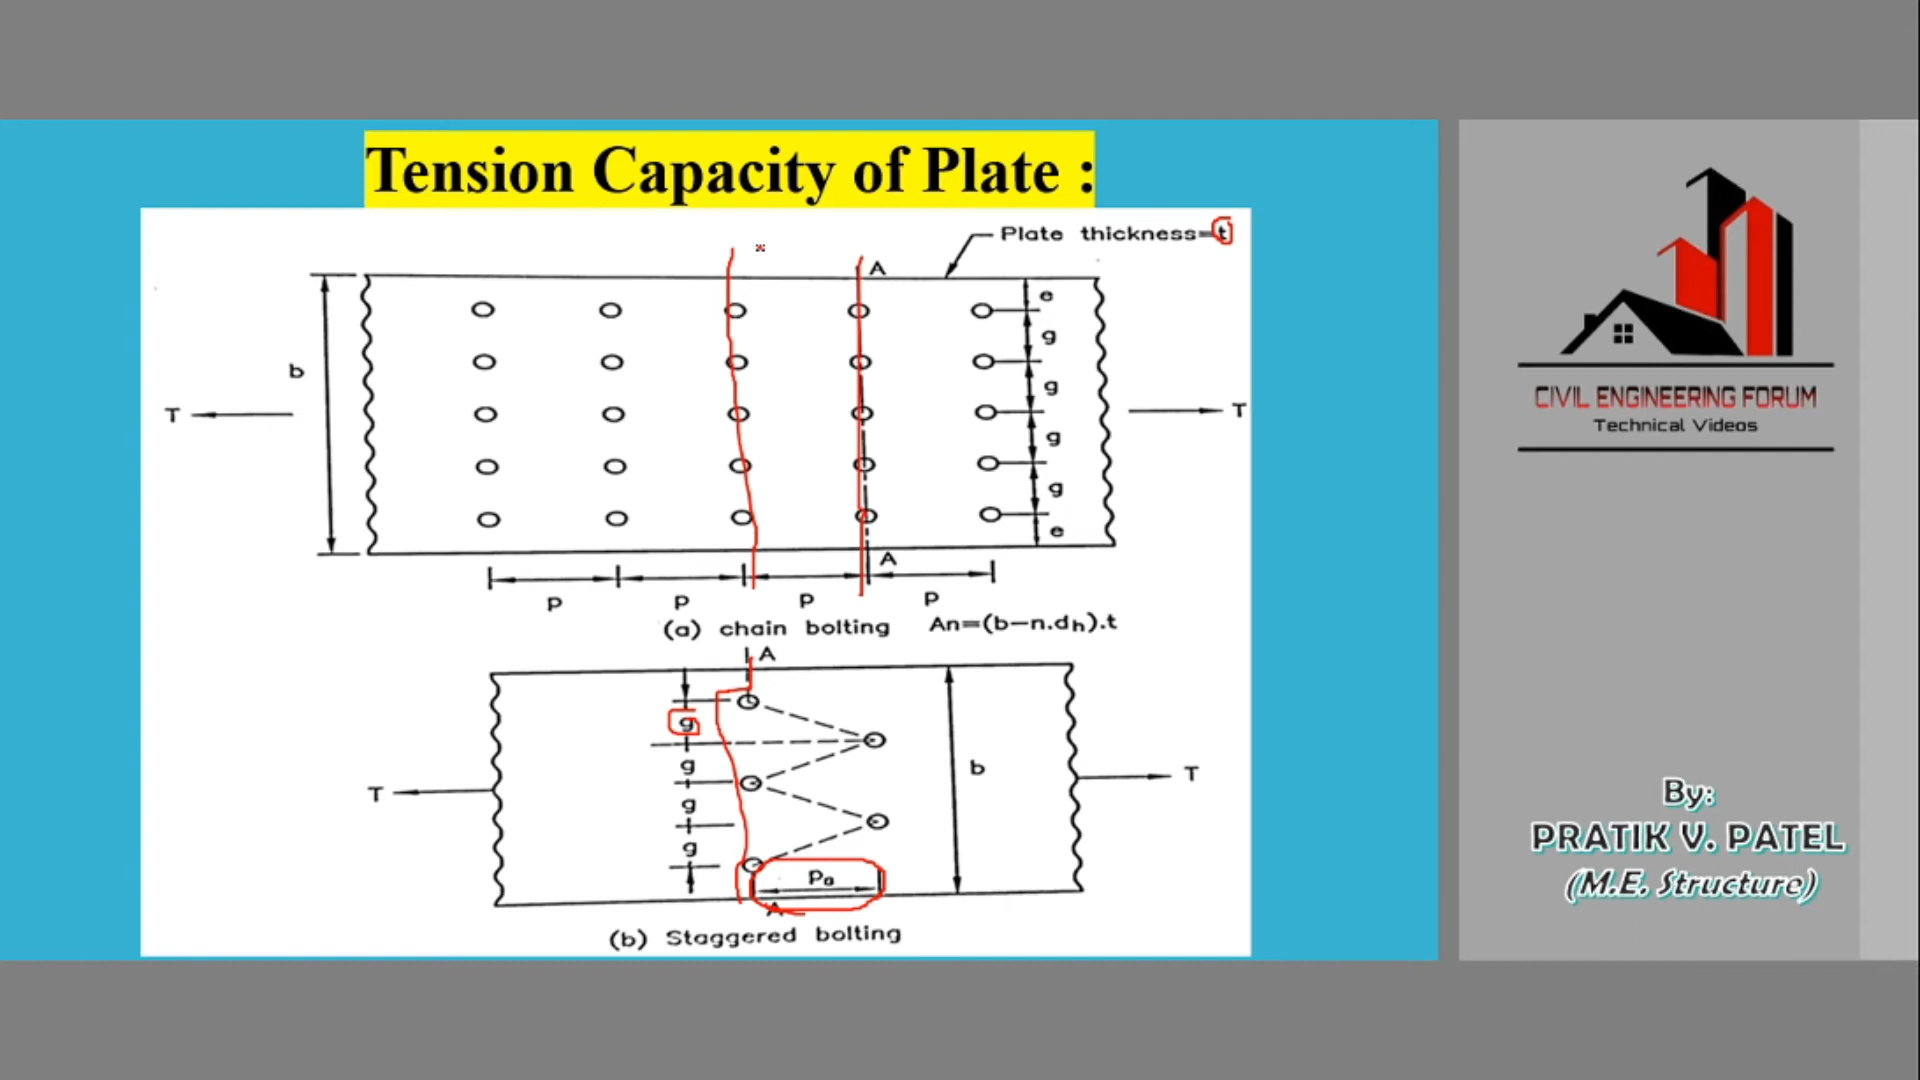 Tension Capacity of Plate :
Plate thickness=t
A
e
g
g
g
g
e
b
T
T
A
P
P
P
P
(a) chain bolting An=(b-n.dh).t
A
g
g
g
g
b
T
T
Ps
A
(b) Staggered bolting
CIVIL ENGINEERING FORUM
Technical Videos
By:
PRATIK V. PATEL
(M.E. Structure)